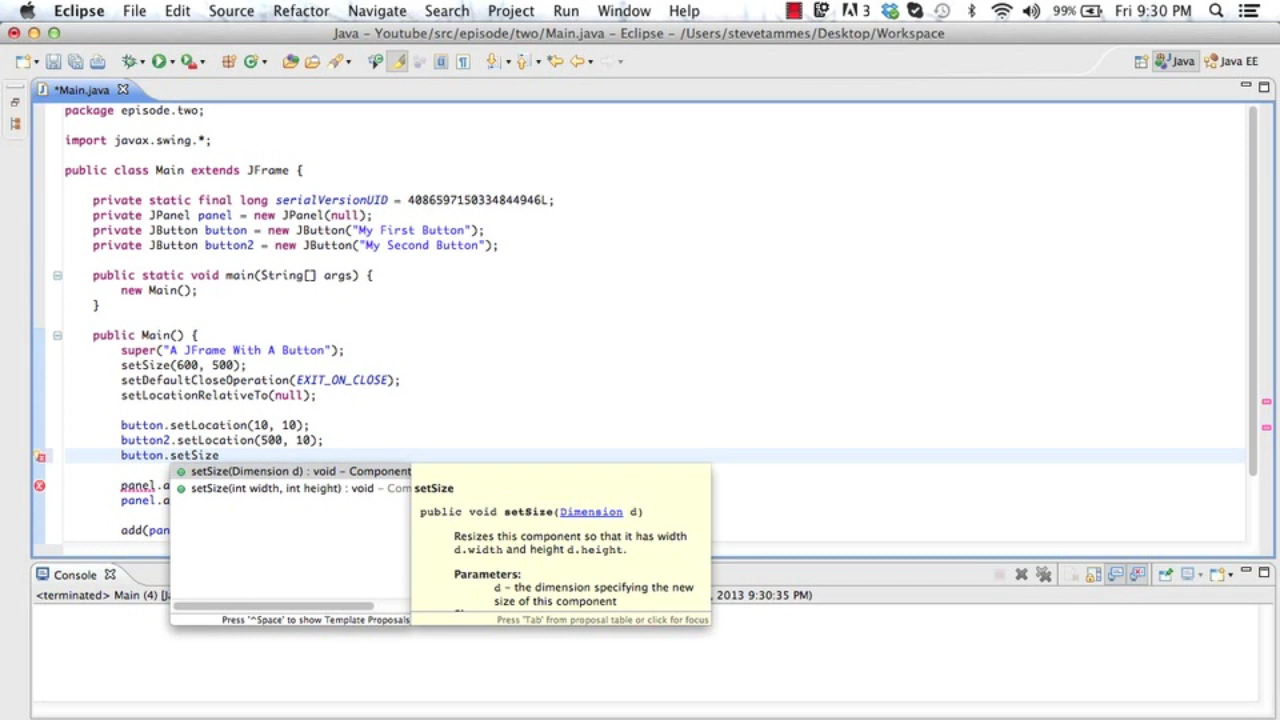 Eclipse File Edit Source Refactor Navigate Search Project Run Window Help 3 99% Fri 9:30 PM
Java – Youtube/src/episode/two/Main.java – Eclipse – /Users/stevetammes/Desktop/Workspace
Java Java EE
*Main.java
package episode.two;
import javax.swing.*;
public class Main extends JFrame {
private static final long serialVersionUID = 4086597150334844946L;
private JPanel panel = new JPanel(null);
private JButton button = new JButton("My First Button");
private JButton button2 = new JButton("My Second Button");
public static void main(String[] args) {
new Main();
}
public Main() {
super("A JFrame With A Button");
setSize(600, 500);
setDefaultCloseOperation(EXIT_ON_CLOSE);
setLocationRelativeTo(null);
button.setLocation(10, 10);
button2.setLocation(500, 10);
button.setSize
panel.a
panel.a
add(pan
setSize(Dimension d) : void – Component
setSize(int width, int height) : void – Com
Press '^Space' to show Template Proposals
setSize
public void setSize(Dimension d)
Resizes this component so that it has width
d.width and height d.height.
Parameters:
d – the dimension specifying the new
size of this component
Press 'Tab' from proposal table or click for focus
Console
<terminated> Main (4) [J , 2013 9:30:35 PM)